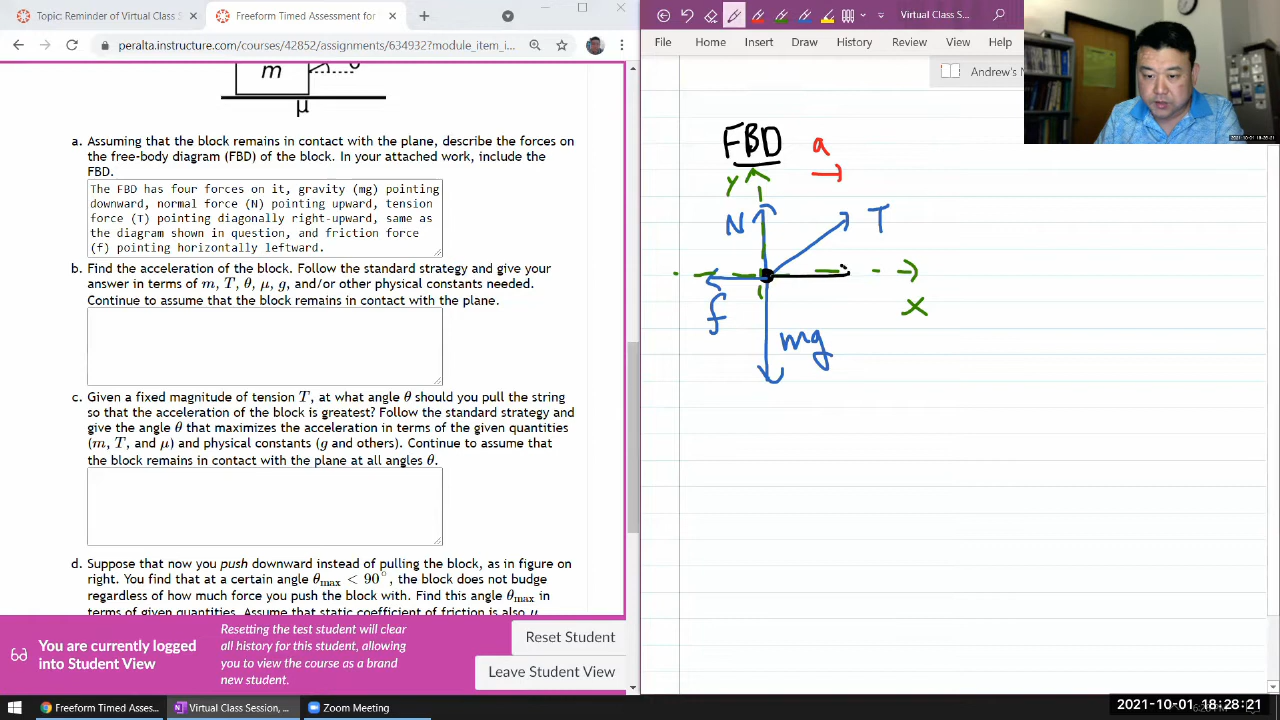 Topic: Reminder of Virtual Class S
Freeform Timed Assessment for
peralta.instructure.com/courses/42852/assignments/634932?module_item_i...
m
μ
a. Assuming that the block remains in contact with the plane, describe the forces on
the free-body diagram (FBD) of the block. In your attached work, include the
FBD.
The FBD has four forces on it, gravity (mg) pointing
downward, normal force (N) pointing upward, tension
force (T) pointing diagonally right-upward, same as
the diagram shown in question, and friction force
(f) pointing horizontally leftward.
b. Find the acceleration of the block. Follow the standard strategy and give your
answer in terms of m, T, θ, μ, g, and/or other physical constants needed.
Continue to assume that the block remains in contact with the plane.
c. Given a fixed magnitude of tension T, at what angle θ should you pull the string
so that the acceleration of the block is greatest? Follow the standard strategy and
give the angle θ that maximizes the acceleration in terms of the given quantities
(m, T, and μ) and physical constants (g and others). Continue to assume that
the block remains in contact with the plane at all angles θ.
d. Suppose that now you push downward instead of pulling the block, as in figure on
right. You find that at a certain angle θmax < 90°, the block does not budge
regardless of how much force you push the block with. Find this angle θmax in
terms of given quantities. Assume that static coefficient of friction is also μ
You are currently logged
into Student View
Resetting the test student will clear
all history for this student, allowing
you to view the course as a brand
new student.
Reset Student
Leave Student View
Virtual Class S...
File Home Insert Draw History Review View Help
Andrew's N
FBD
a
y
N
T
f
x
mg
Freeform Timed Asses...
Virtual Class Session, ...
Zoom Meeting
2021-10-01 18:28:21
2021-10-01 18:28:21